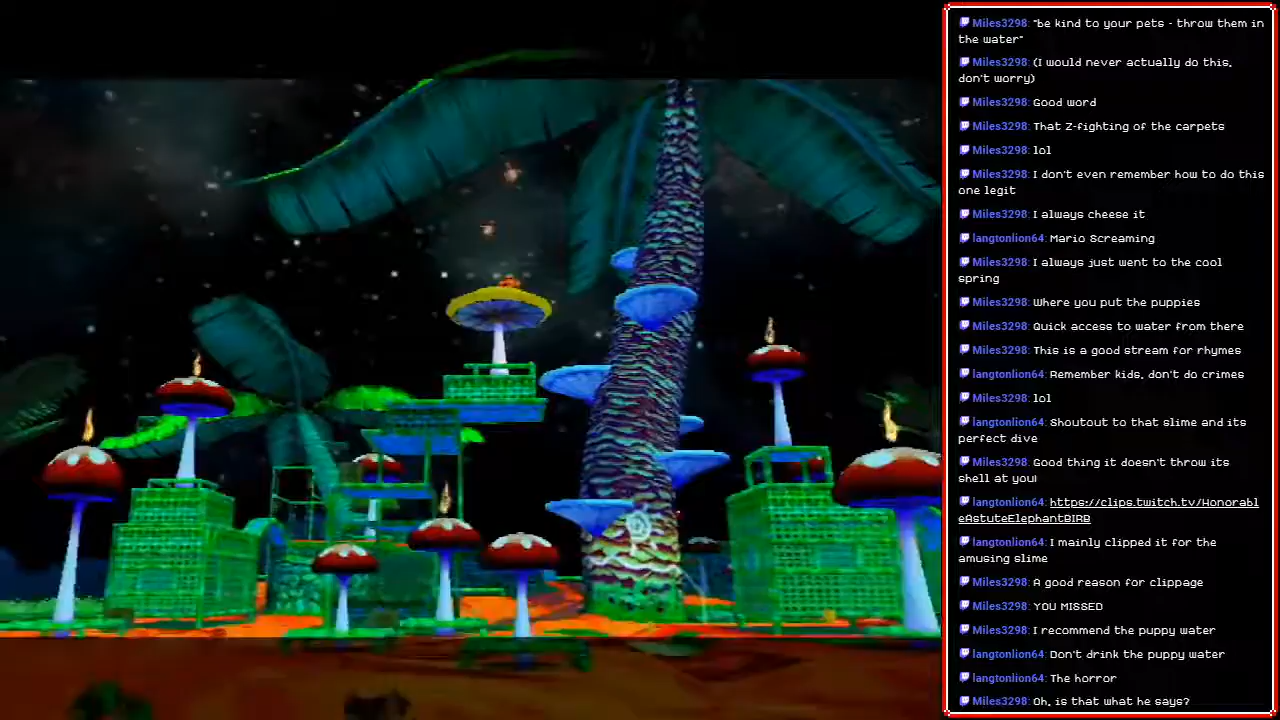 Miles3298: "be kind to your pets - throw them in
the water"
Miles3298: (I would never actually do this,
don't worry)
Miles3298: Good word
Miles3298: That Z-fighting of the carpets
Miles3298: lol
Miles3298: I don't even remember how to do this
one legit
Miles3298: I always cheese it
langtonlion64: Mario Screaming
Miles3298: I always just went to the cool
spring
Miles3298: Where you put the puppies
Miles3298: Quick access to water from there
Miles3298: This is a good stream for rhymes
langtonlion64: Remember kids, don't do crimes
Miles3298: lol
langtonlion64: Shoutout to that slime and its
perfect dive
Miles3298: Good thing it doesn't throw its
shell at you!
langtonlion64: https://clips.twitch.tv/Honorabl
eAstuteElephantBIRB
langtonlion64: I mainly clipped it for the
amusing slime
Miles3298: A good reason for clippage
Miles3298: YOU MISSED
Miles3298: I recommend the puppy water
langtonlion64: Don't drink the puppy water
langtonlion64: The horror
Miles3298: Oh, is that what he says?